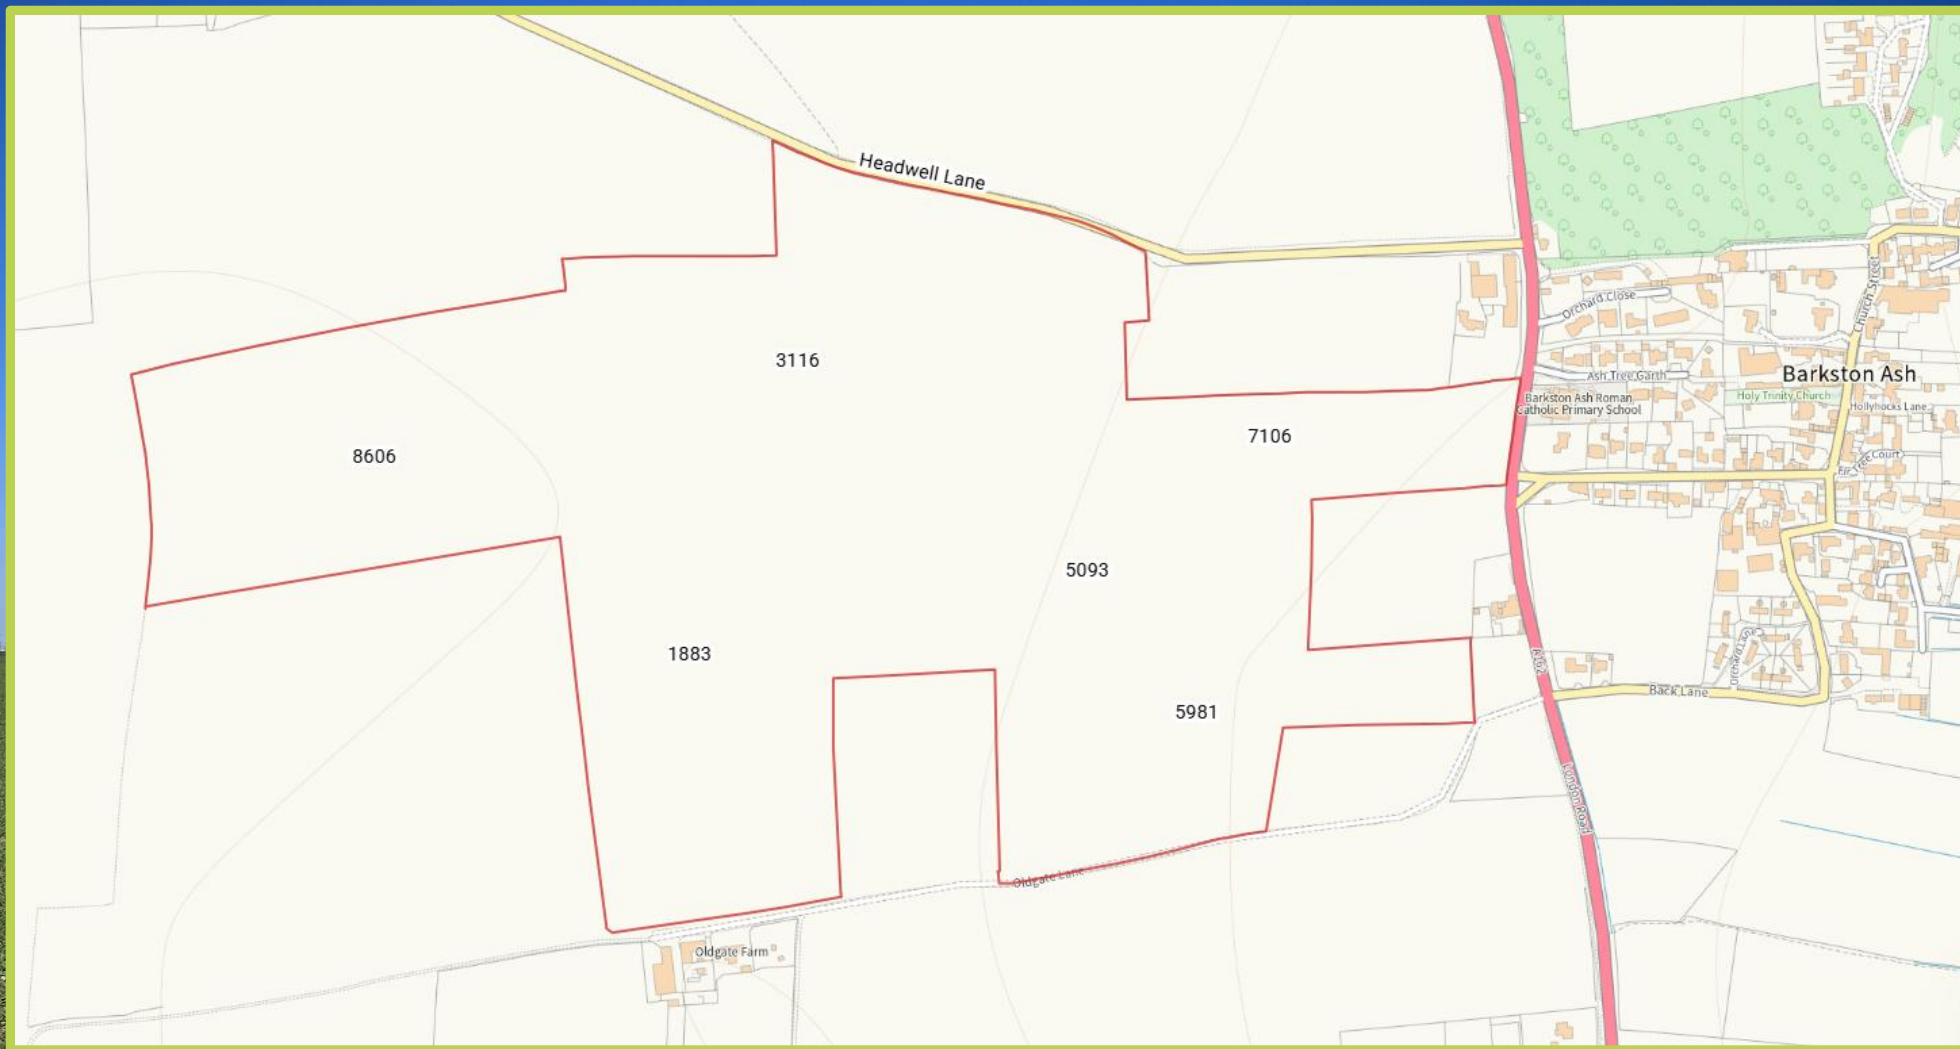 Headwell Lane
Orchard Close
Church Street
3116
Ash Tree Garth
Barkston Ash
Barkston Ash Roman
Catholic Primary School
Holy Trinity Church
Hollyhocks Lane
7106
8606
Fir Tree Court
5093
1883
A162
Orchard Lane
Back Lane
5981
London Road
Oldgate Lane
Oldgate Farm